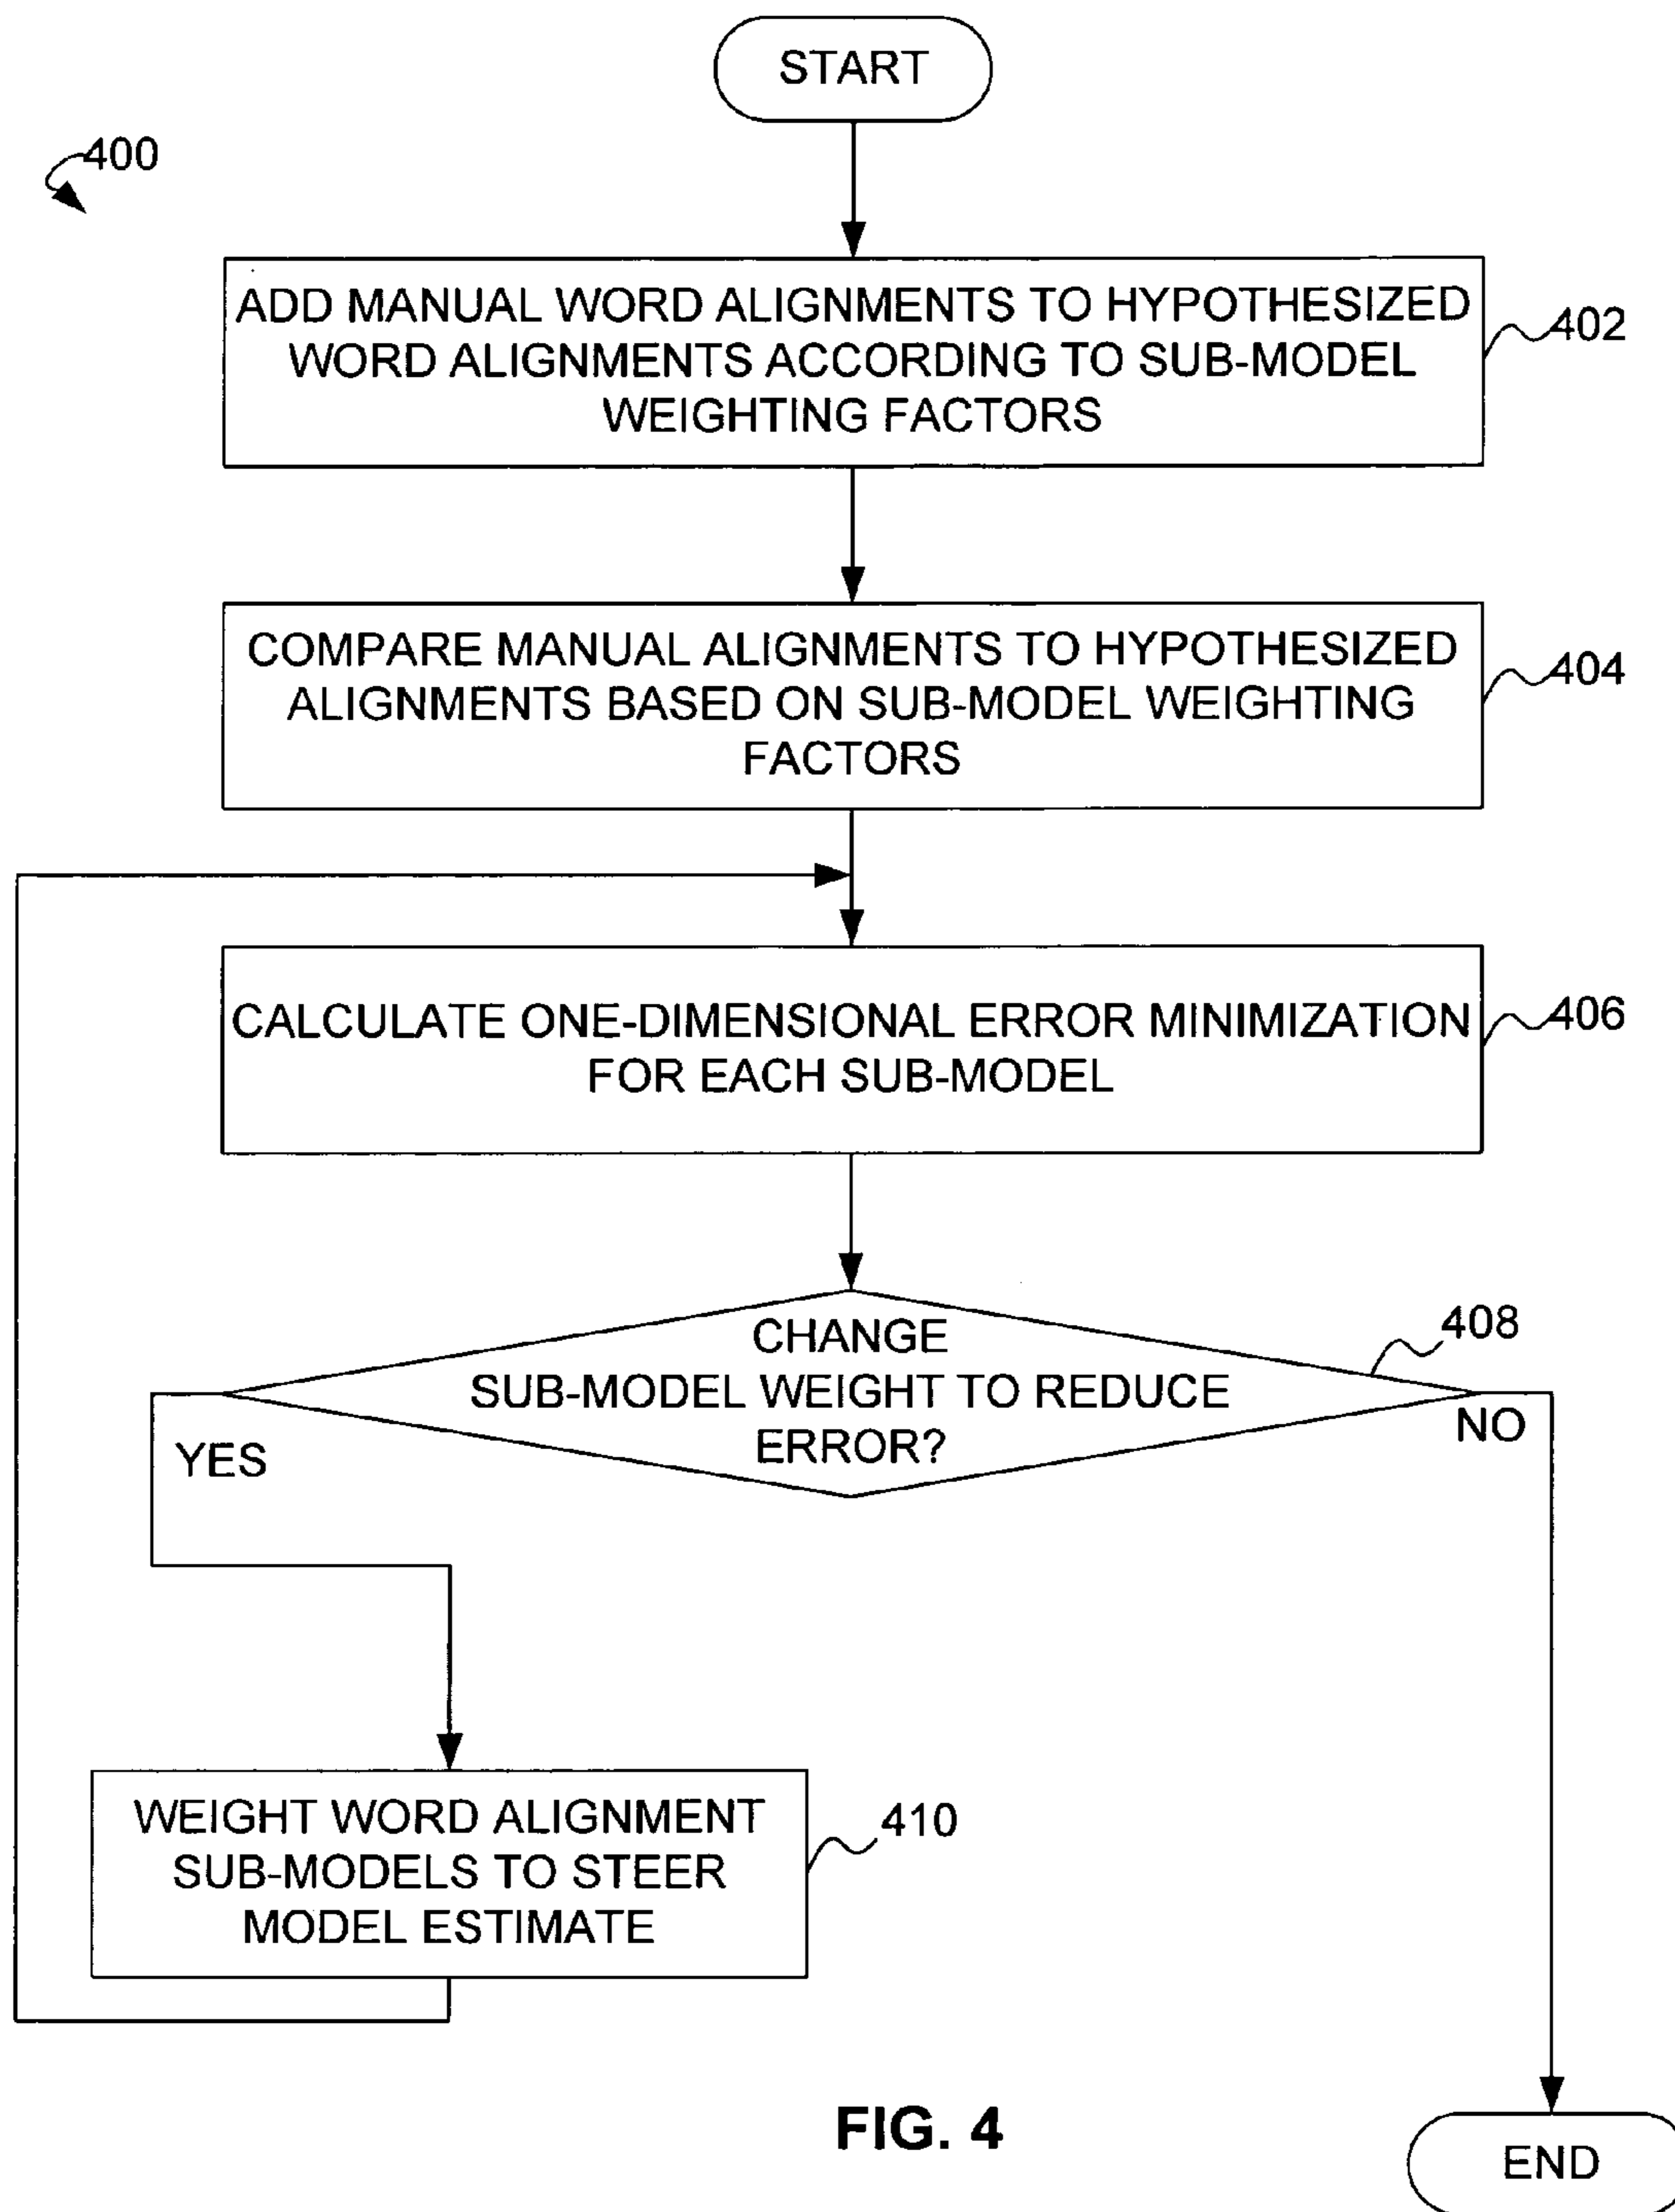 START
400
ADD MANUAL WORD ALIGNMENTS TO HYPOTHESIZED
WORD ALIGNMENTS ACCORDING TO SUB-MODEL
WEIGHTING FACTORS
402
COMPARE MANUAL ALIGNMENTS TO HYPOTHESIZED
ALIGNMENTS BASED ON SUB-MODEL WEIGHTING
FACTORS
404
CALCULATE ONE-DIMENSIONAL ERROR MINIMIZATION
FOR EACH SUB-MODEL
406
CHANGE
SUB-MODEL WEIGHT TO REDUCE
ERROR?
408
YES
NO
WEIGHT WORD ALIGNMENT
SUB-MODELS TO STEER
MODEL ESTIMATE
410
FIG. 4
END